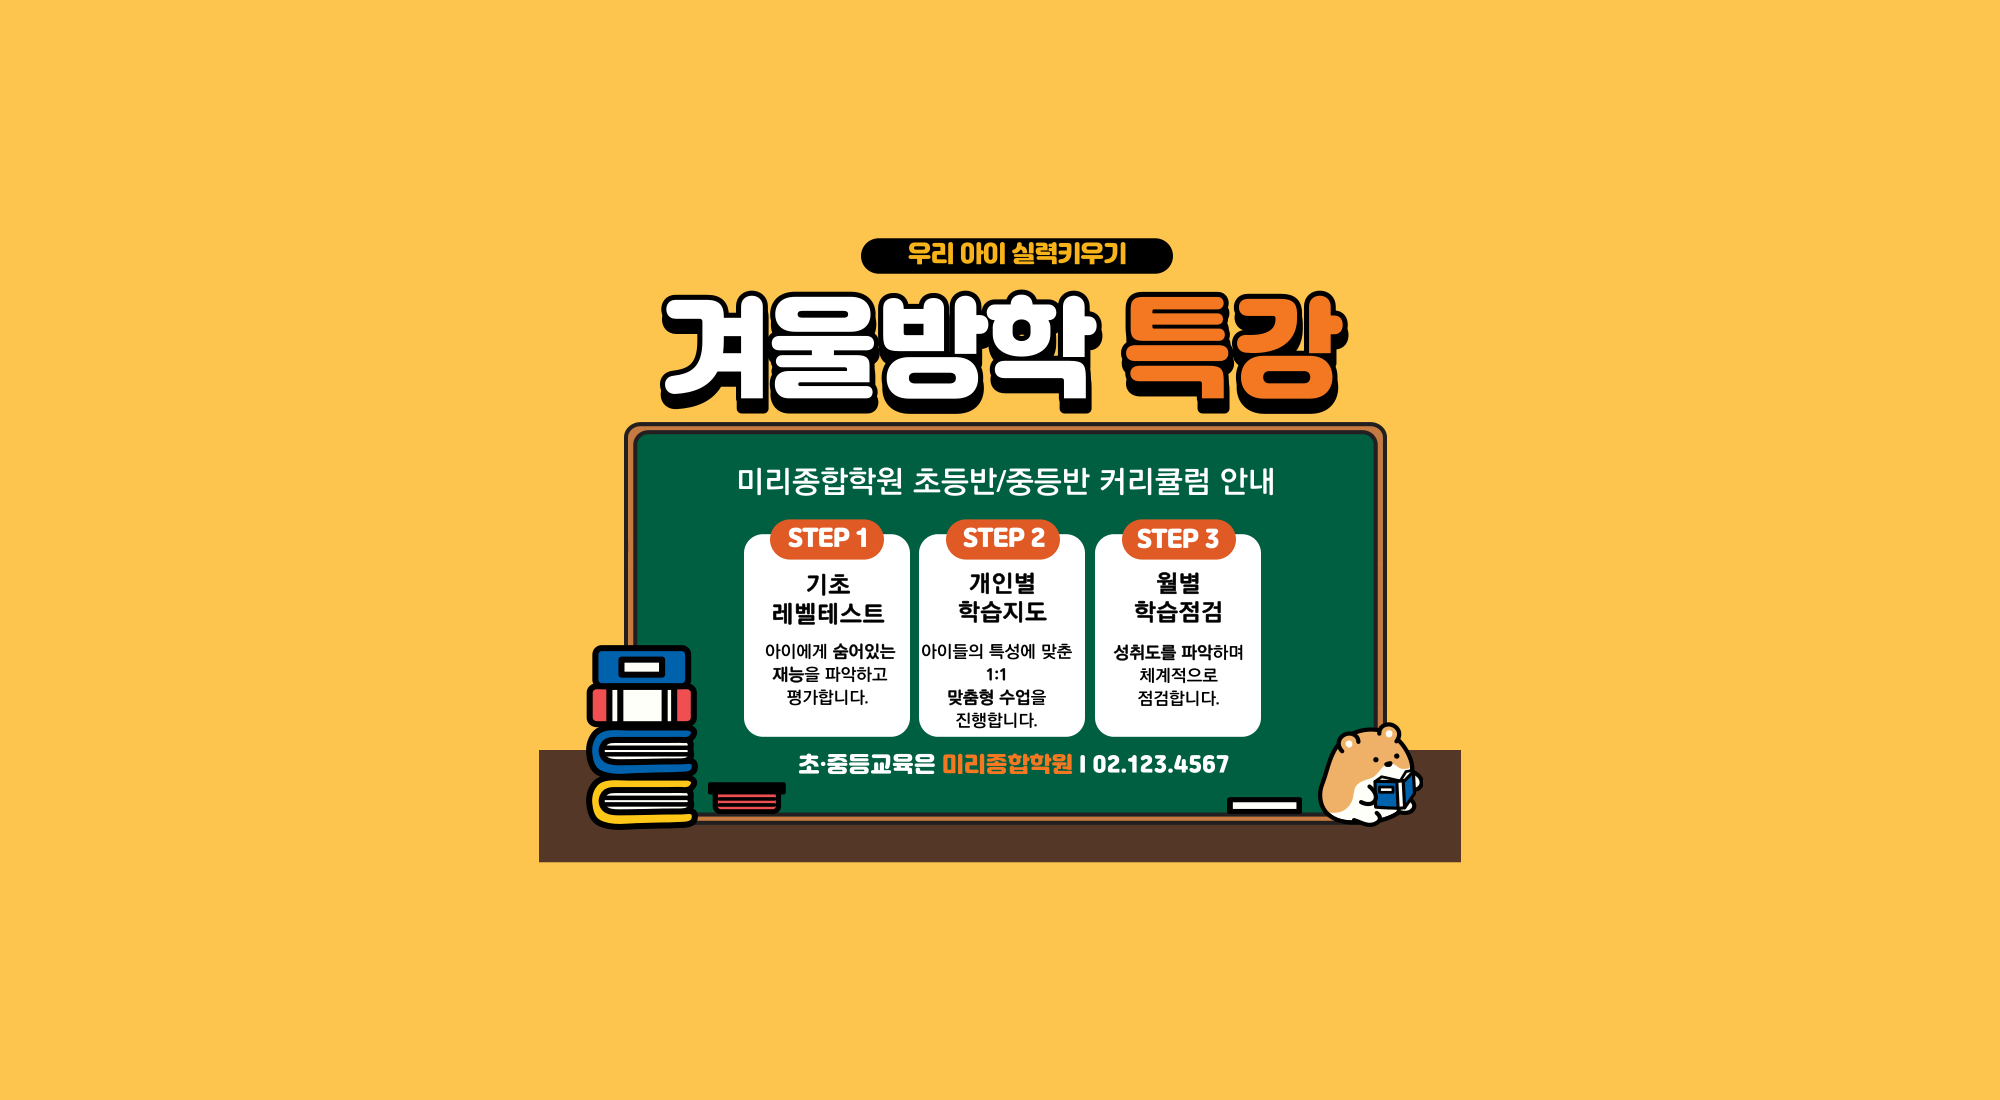 우리 아이 실력키우기
겨울방학 특강
미리종합학원 초등반/중등반 커리큘럼 안내
STEP 1
기초
레벨테스트
아이에게 숨어있는
재능을 파악하고
평가합니다.
STEP 2
개인별
학습지도
아이들의 특성에 맞춘
1:1
맞춤형 수업을
진행합니다.
STEP 3
월별
학습점검
성취도를 파악하며
체계적으로
점검합니다.
초·중등교육은 미리종합학원 I 02.123.4567